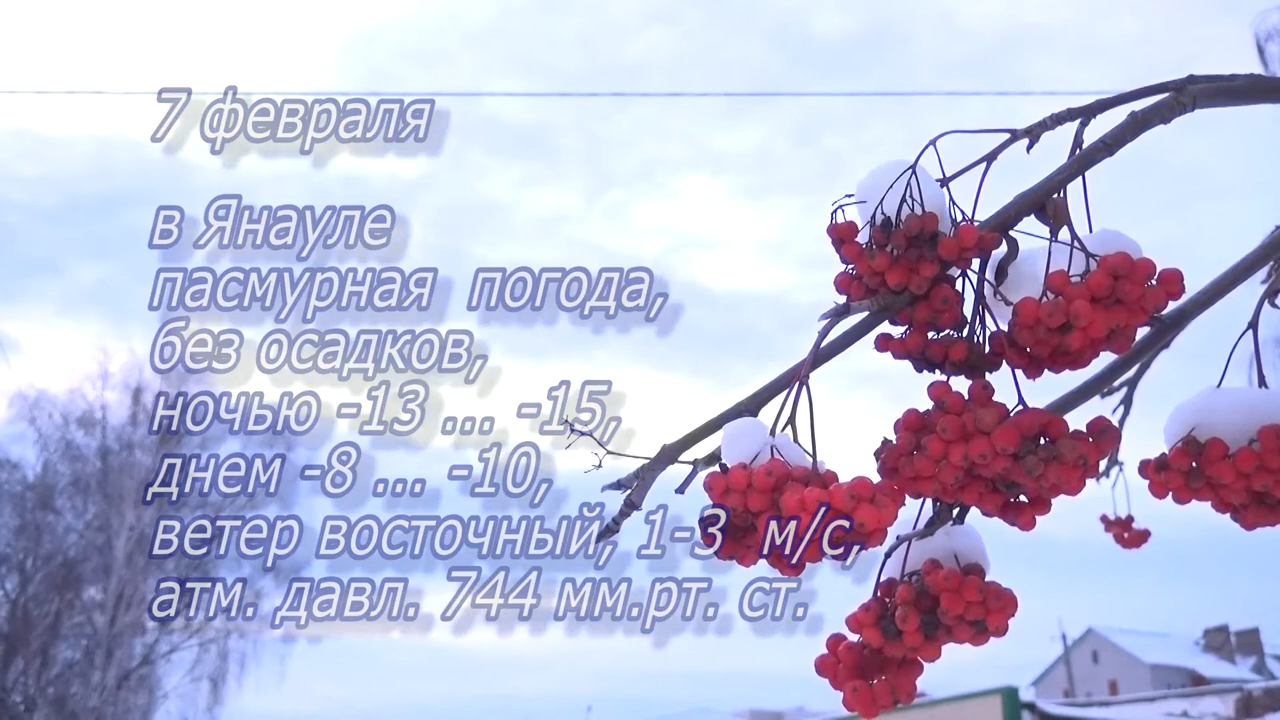 7 февраля
в Янауле
пасмурная погода,
без осадков,
ночью -13 ... -15,
днем -8 ... -10,
ветер восточный, 1-3 м/с,
атм. давл. 744 мм.рт. ст.